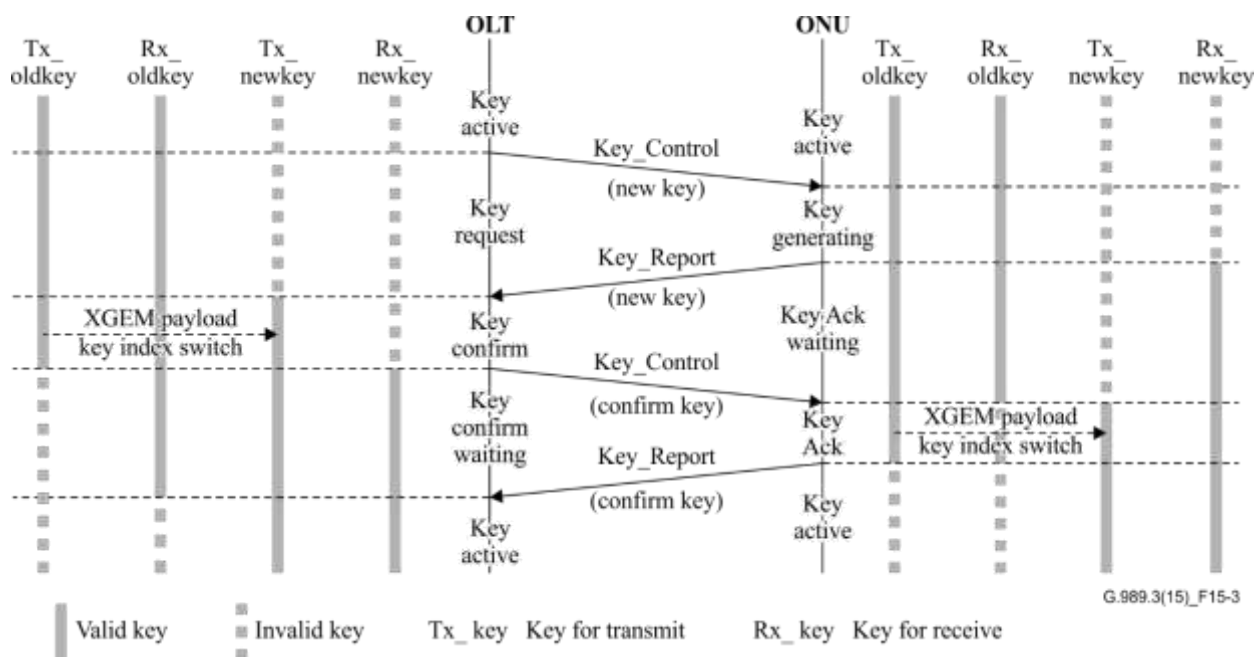 OLT
ONU
Tx_
oldkey
Rx_
oldkey
Tx_
newkey
Rx_
newkey
Tx_
oldkey
Rx_
oldkey
Tx_
newkey
Rx_
newkey
Key
active
Key
active
Key_Control
(new key)
Key
request
Key
generating
Key_Report
(new key)
XGEM payload
key index switch
Key
confirm
Key Ack
waiting
Key_Control
(confirm key)
Key
confirm
waiting
Key
Ack
XGEM payload
key index switch
Key_Report
(confirm key)
Key
active
Key
active
G.989.3(15)_F15-3
Valid key
Invalid key
Tx_ key Key for transmit
Rx_ key Key for receive